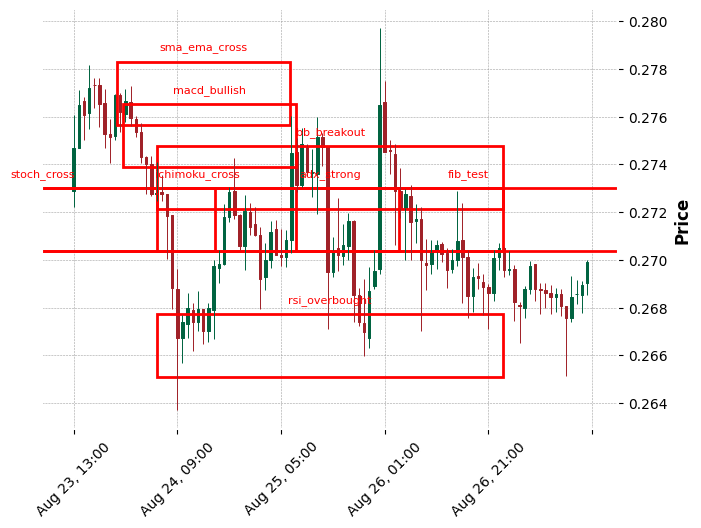 sma_ema_cross
macd_bullish
bb_breakout
stoch_cross
chimoku_cross
adx_strong
fib_test
rsi_overbought
0.280
0.278
0.276
0.274
0.272
0.270
0.268
0.266
0.264
Price
Aug 23, 13:00
Aug 24, 09:00
Aug 25, 05:00
Aug 26, 01:00
Aug 26, 21:00